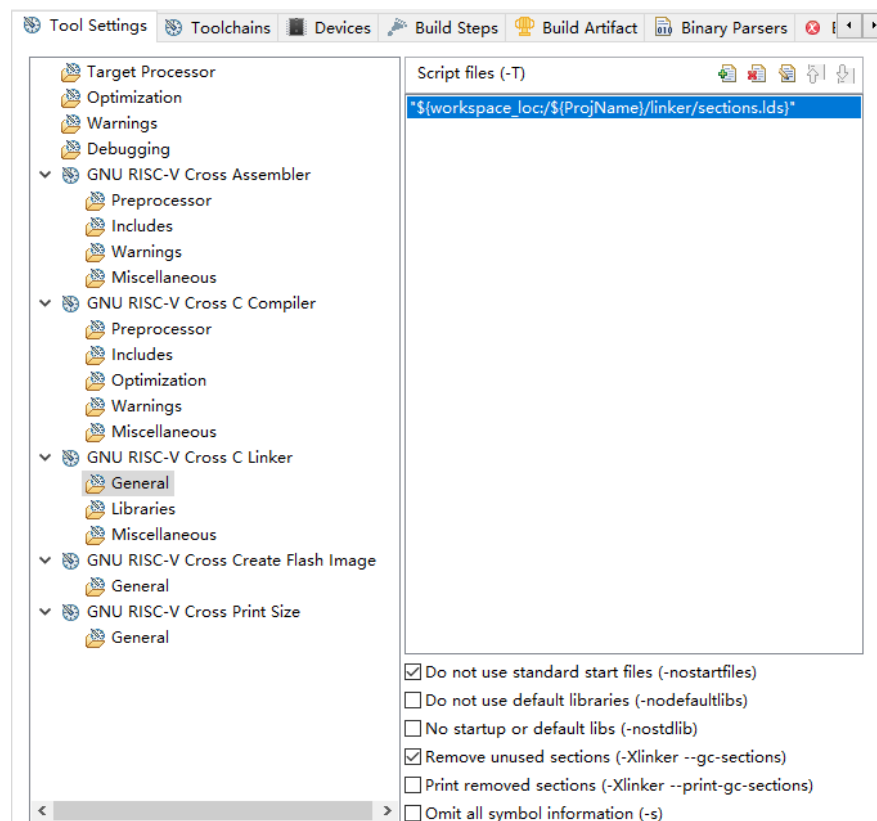 Tool Settings Toolchains Devices Build Steps Build Artifact Binary Parsers
Target Processor
Optimization
Warnings
Debugging
GNU RISC-V Cross Assembler
Preprocessor
Includes
Warnings
Miscellaneous
GNU RISC-V Cross C Compiler
Preprocessor
Includes
Optimization
Warnings
Miscellaneous
GNU RISC-V Cross C Linker
General
Libraries
Miscellaneous
GNU RISC-V Cross Create Flash Image
General
GNU RISC-V Cross Print Size
General
Script files (-T)
"${workspace_loc:/${ProjName}/linker/sections.lds}"
Do not use standard start files (-nostartfiles)
Do not use default libraries (-nodefaultlibs)
No startup or default libs (-nostdlib)
Remove unused sections (-Xlinker --gc-sections)
Print removed sections (-Xlinker --print-gc-sections)
Omit all symbol information (-s)